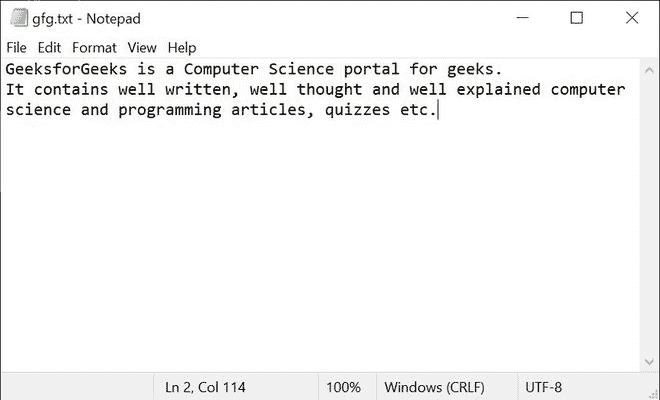 gfg.txt - Notepad
File Edit Format View Help
GeeksforGeeks is a Computer Science portal for geeks.
It contains well written, well thought and well explained computer
science and programming articles, quizzes etc.
Ln 2, Col 114 100% Windows (CRLF) UTF-8